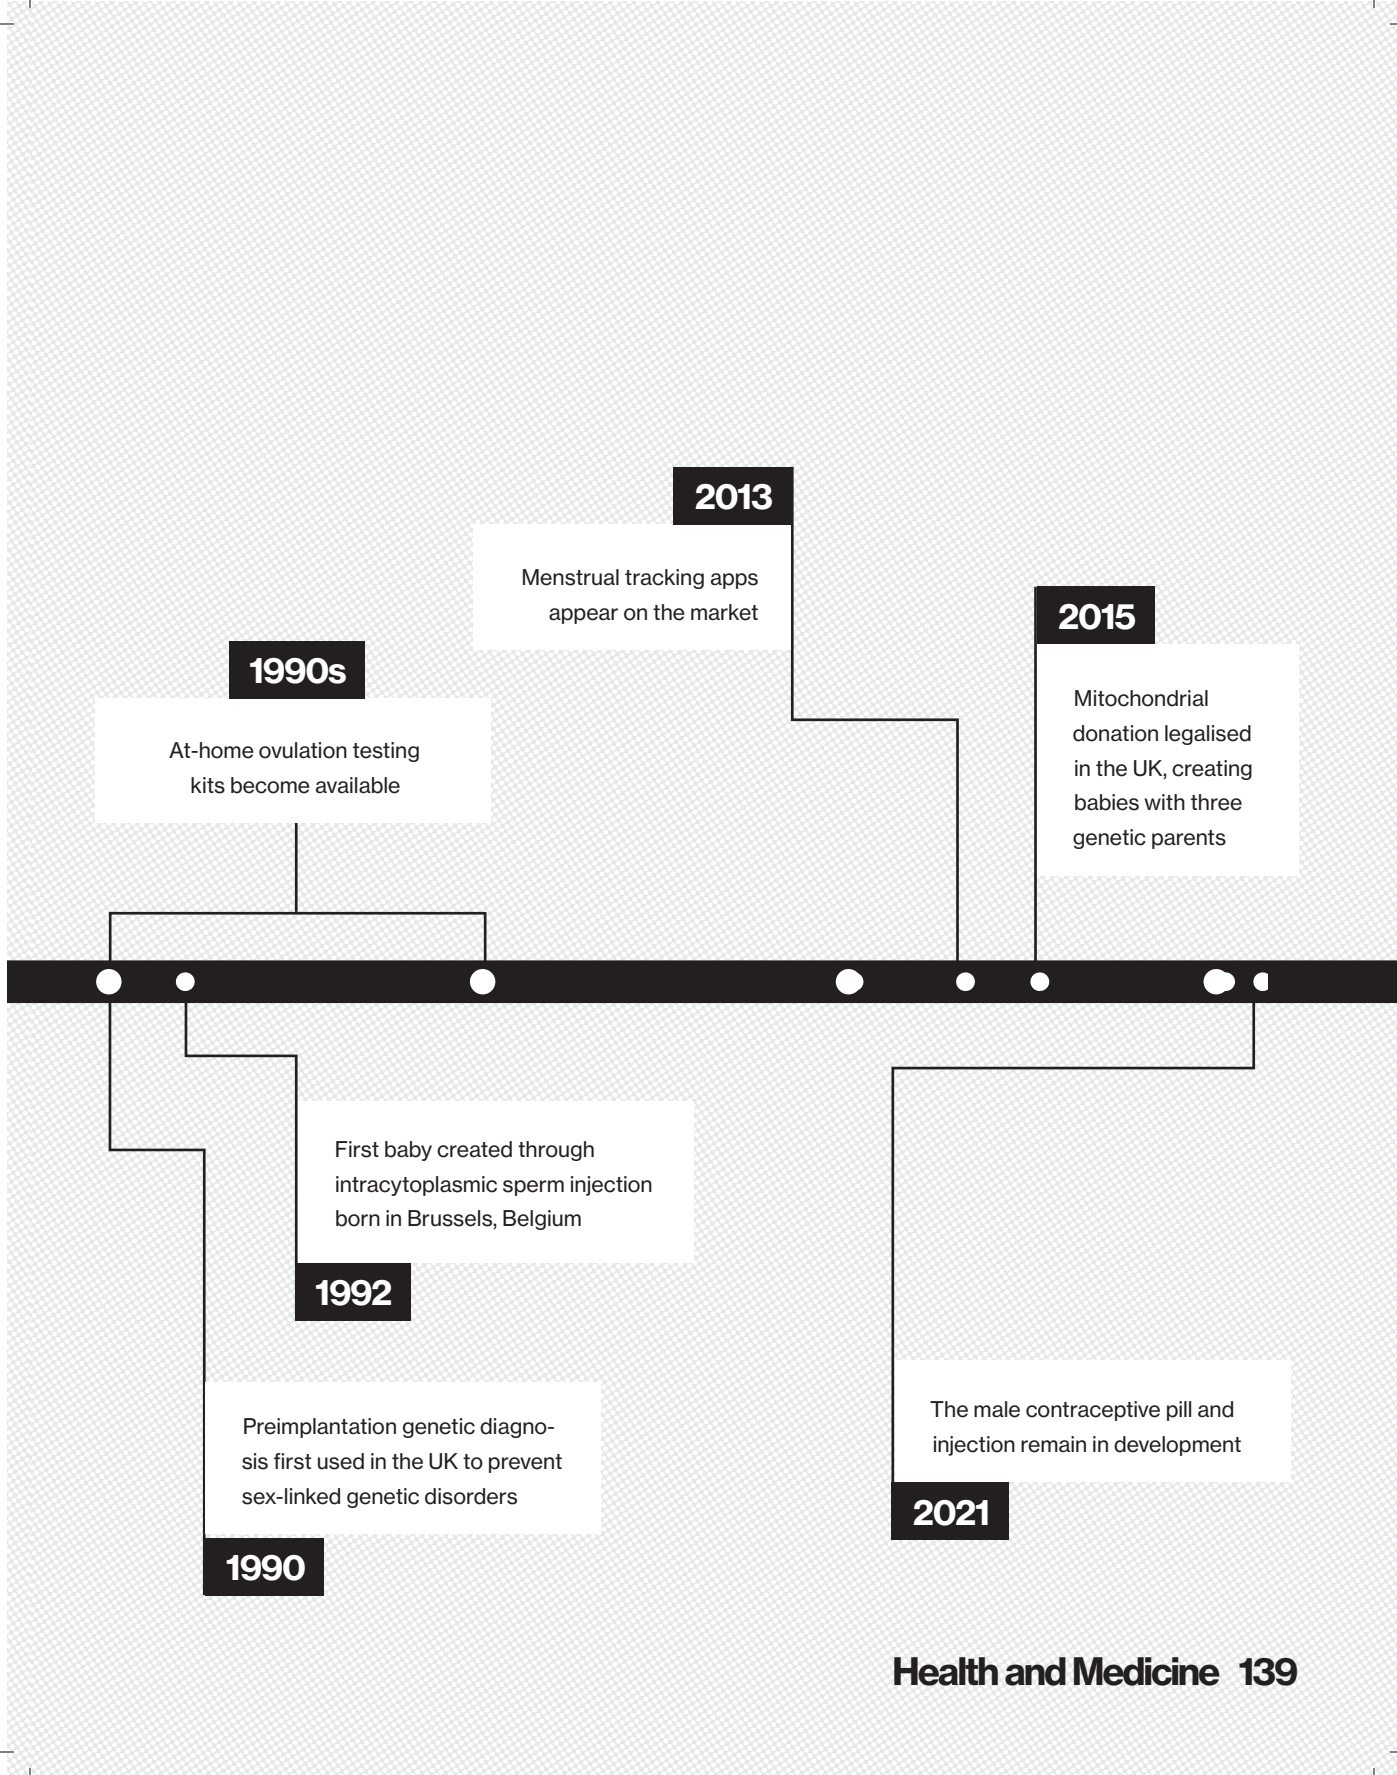 2013
Menstrual tracking apps
appear on the market
2015
Mitochondrial
donation legalised
in the UK, creating
babies with three
genetic parents
1990s
At-home ovulation testing
kits become available
First baby created through
intracytoplasmic sperm injection
born in Brussels, Belgium
1992
Preimplantation genetic diagno-
sis first used in the UK to prevent
sex-linked genetic disorders
1990
The male contraceptive pill and
injection remain in development
2021
Health and Medicine 139